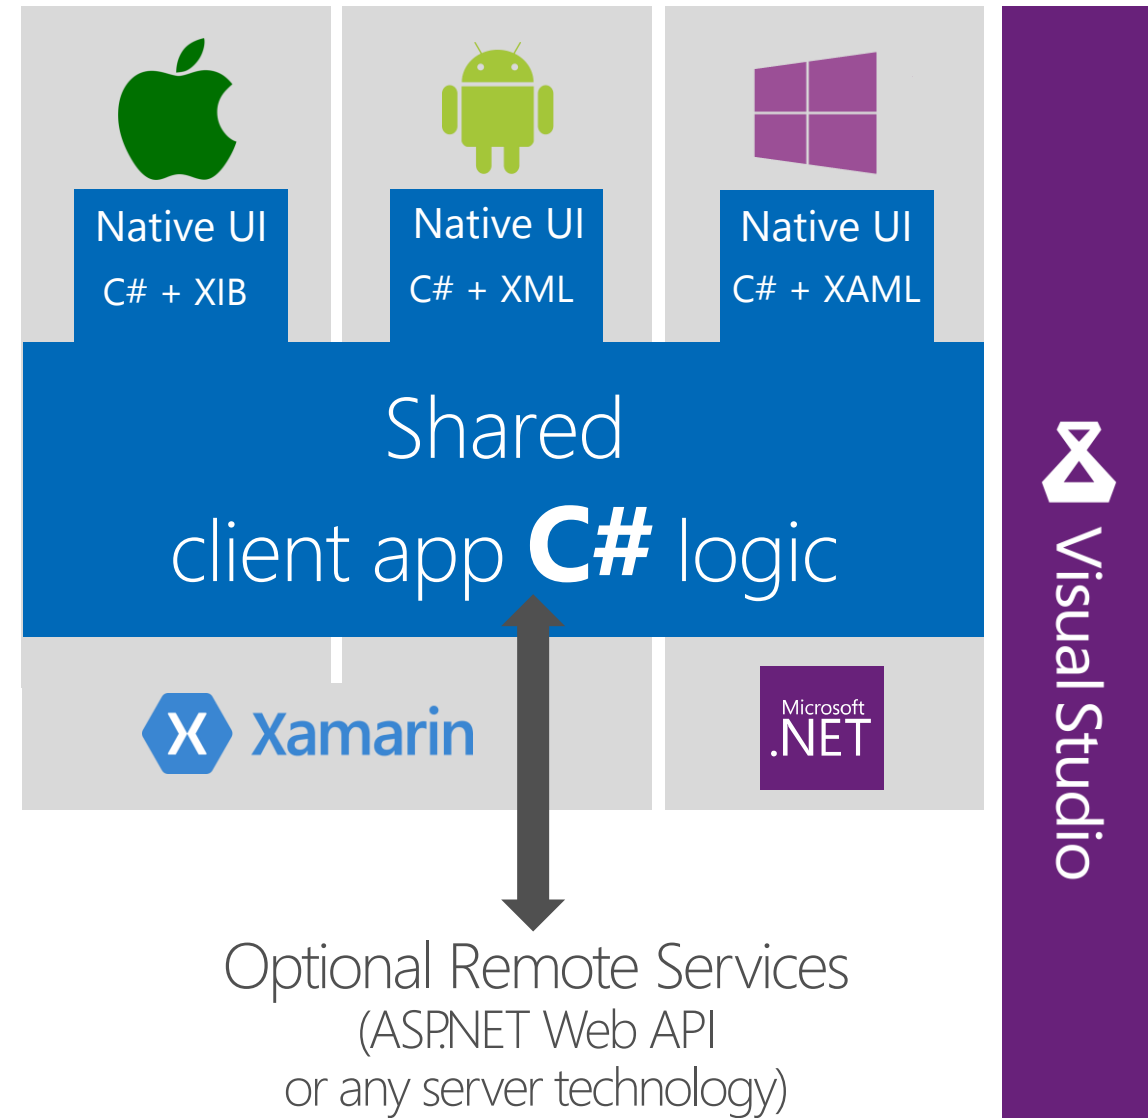 Native UI
C# + XIB
Native UI
C# + XML
Native UI
C# + XAML
Shared
client app C# logic
X Xamarin
Microsoft
.NET
Optional Remote Services
(ASP.NET Web API
or any server technology)
Visual Studio